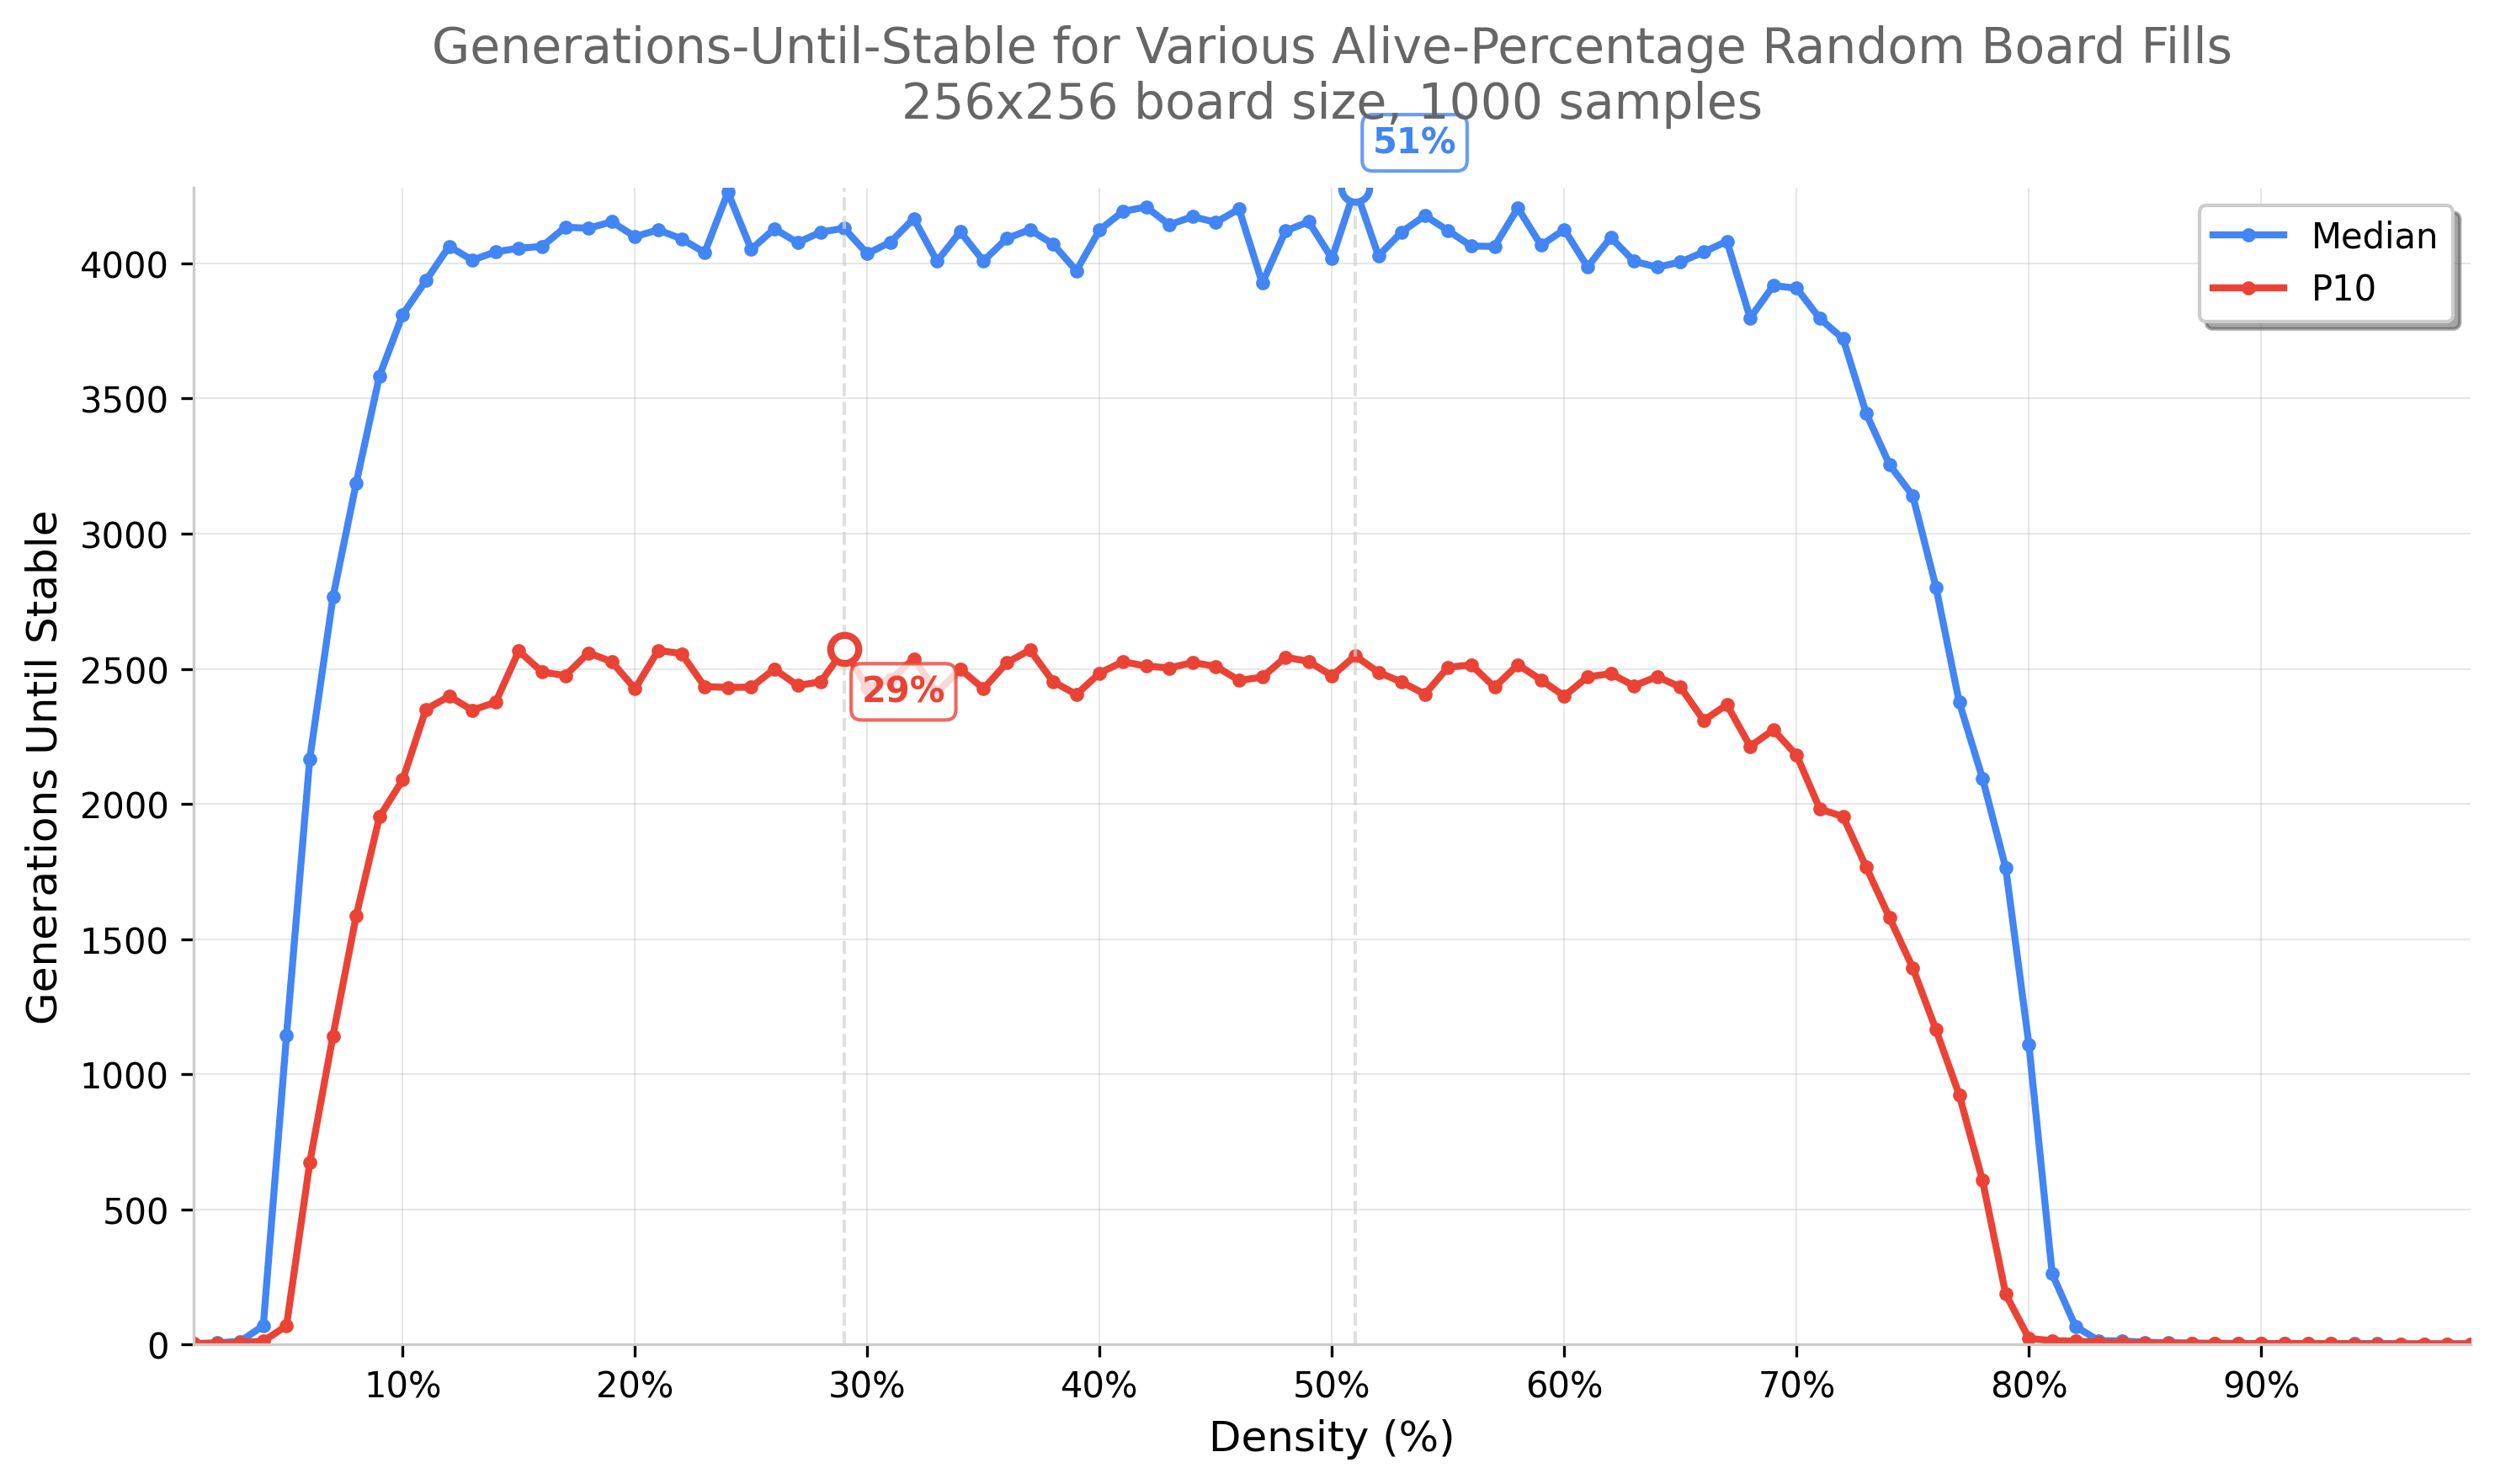 Generations-Until-Stable for Various Alive-Percentage Random Board Fills
256x256 board size, 1000 samples
51%
Median
P10
29%
Generations Until Stable
4000
3500
3000
2500
2000
1500
1000
500
0
10% 20% 30% 40% 50% 60% 70% 80% 90%
Density (%)